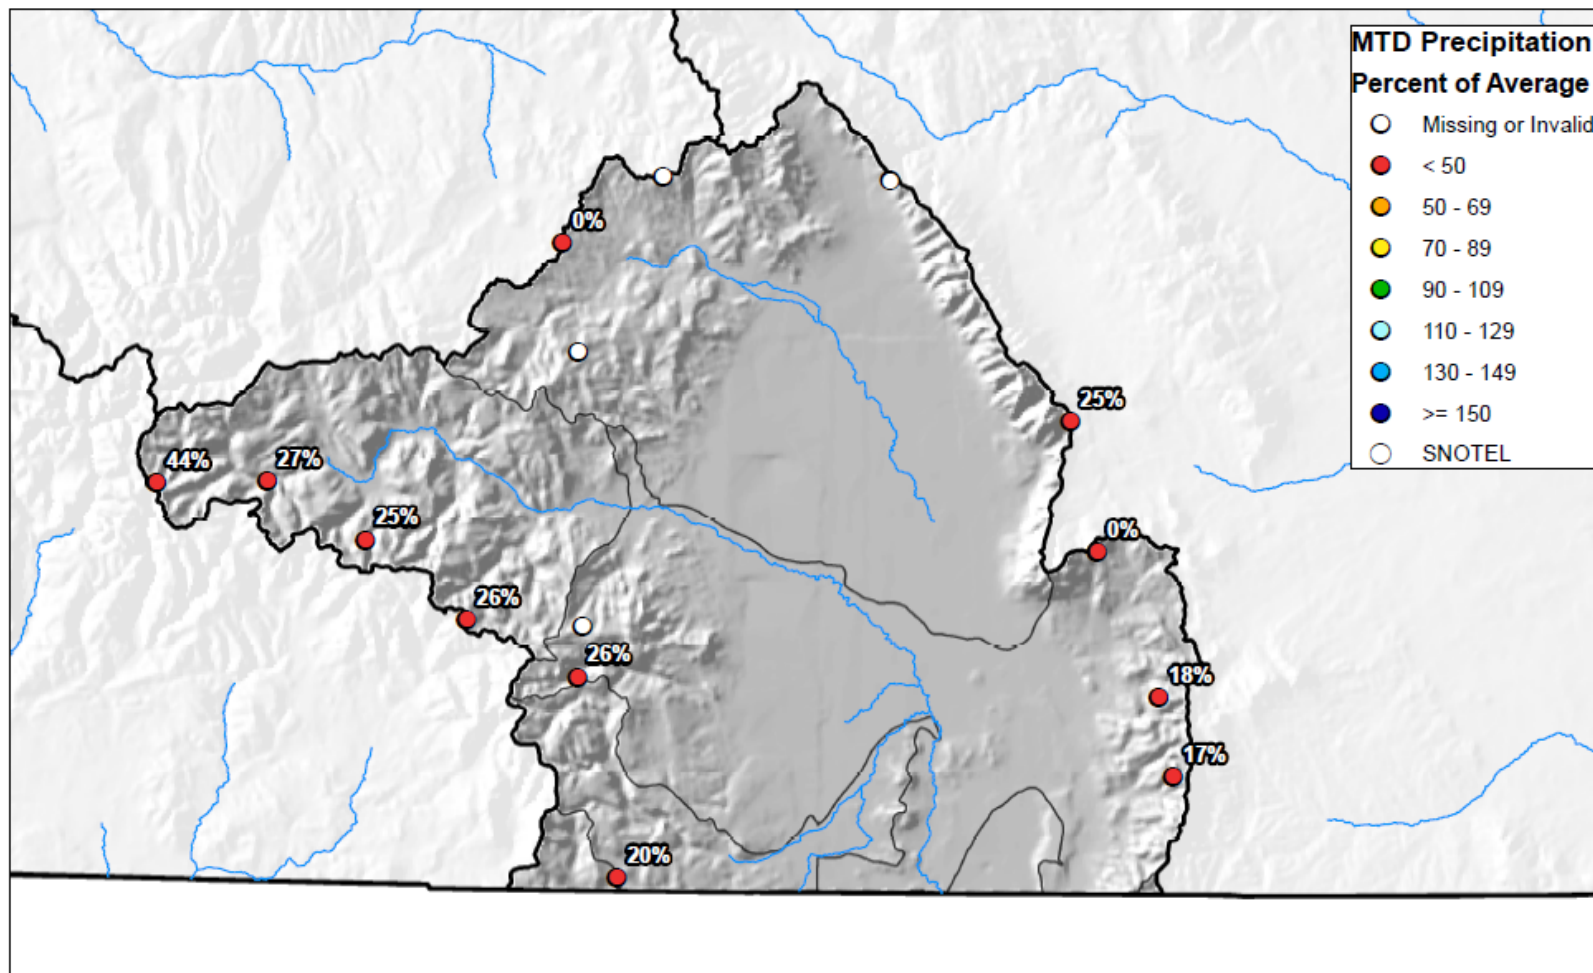 MTD Precipitation
Percent of Average
Missing or Invalid
< 50
50 - 69
70 - 89
90 - 109
110 - 129
130 - 149
>= 150
SNOTEL
0%
25%
44%
27%
25%
0%
26%
26%
18%
17%
20%